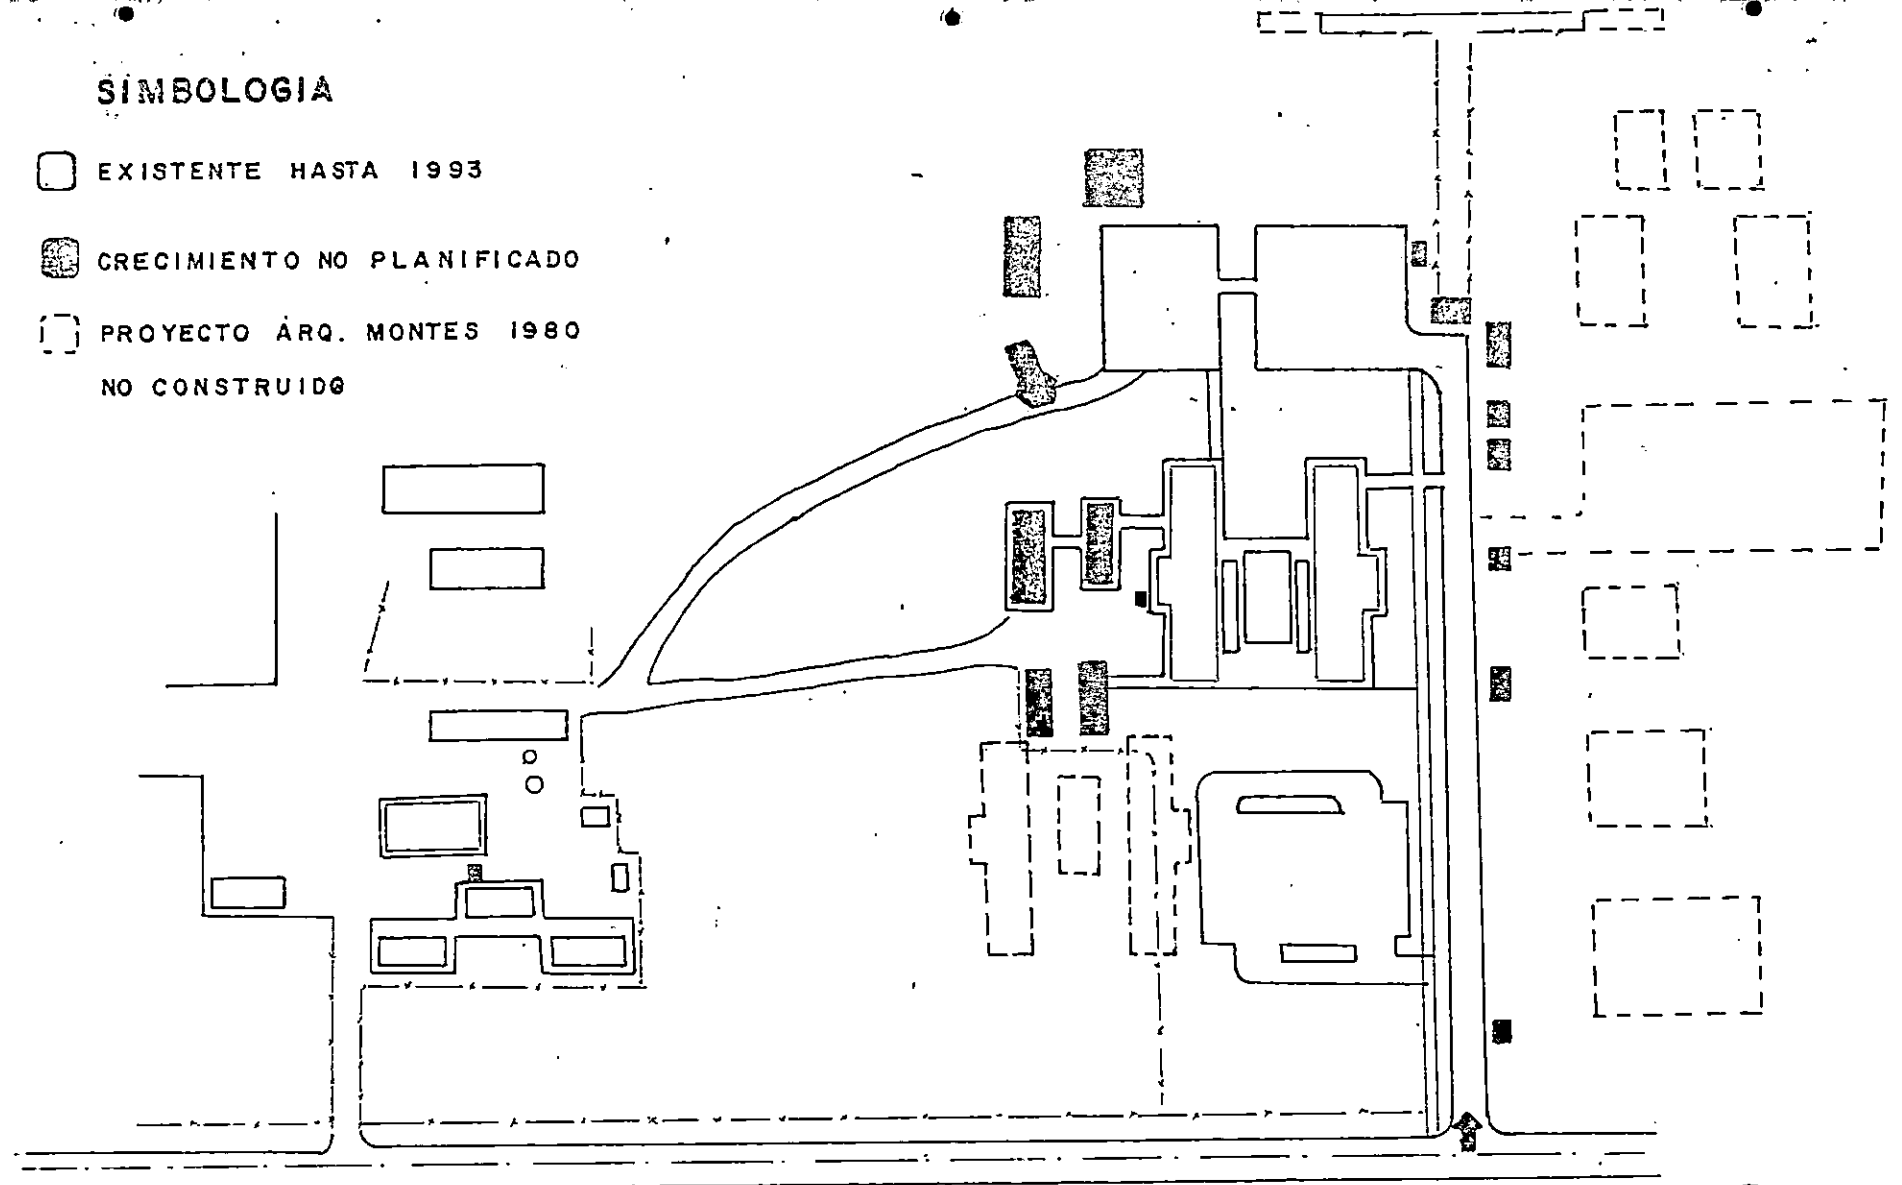 SIMBOLOGIA
EXISTENTE HASTA 1993
CRECIMIENTO NO PLANIFICADO
PROYECTO ARQ. MONTES 1980
NO CONSTRUIDO